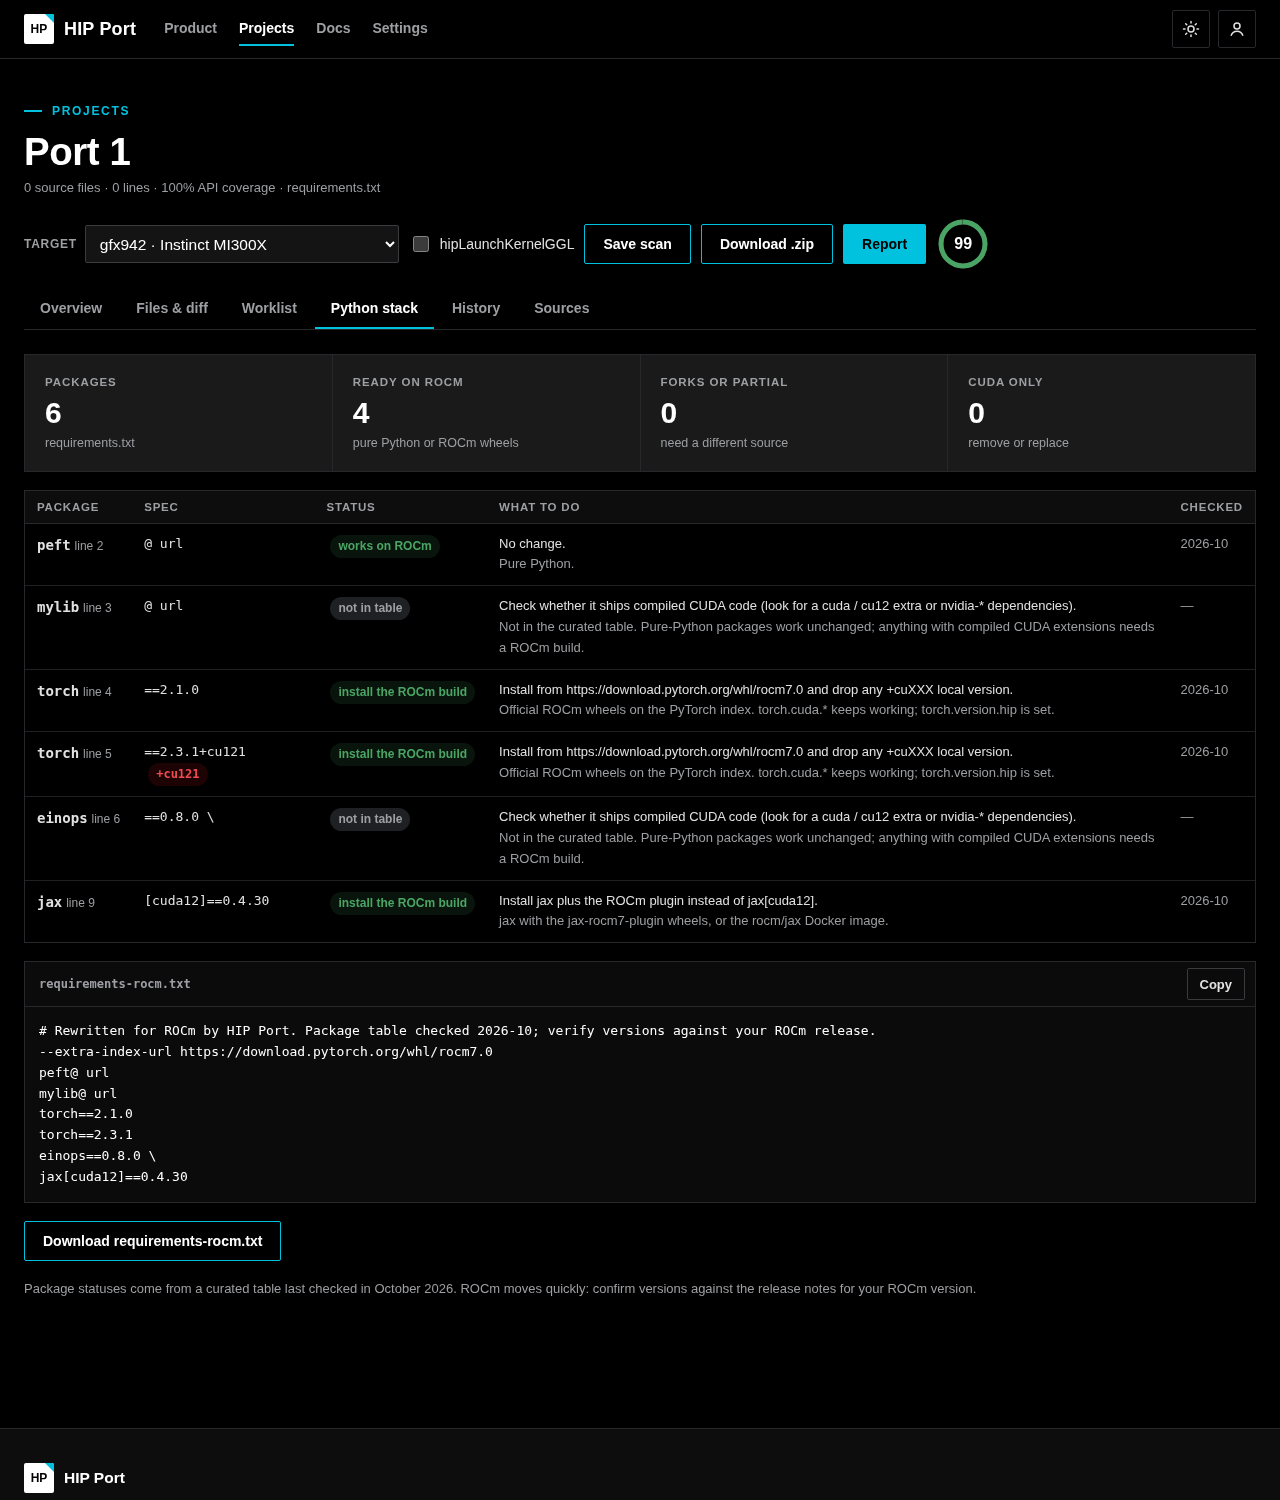 HP HIP Port Product Projects Docs Settings
PROJECTS
Port 1
0 source files · 0 lines · 100% API coverage · requirements.txt
TARGET gfx942 · Instinct MI300X hipLaunchKernelGGL Save scan Download .zip Report 99
Overview Files & diff Worklist Python stack History Sources
PACKAGES READY ON ROCM FORKS OR PARTIAL CUDA ONLY
6 4 0 0
requirements.txt pure Python or ROCm wheels need a different source remove or replace
PACKAGE SPEC STATUS WHAT TO DO CHECKED
peft line 2 @ url works on ROCm No change. 2026-10
Pure Python.
mylib line 3 @ url not in table Check whether it ships compiled CUDA code (look for a cuda / cu12 extra or nvidia-* dependencies). —
Not in the curated table. Pure-Python packages work unchanged; anything with compiled CUDA extensions needs
a ROCm build.
torch line 4 ==2.1.0 install the ROCm build Install from https://download.pytorch.org/whl/rocm7.0 and drop any +cuXXX local version. 2026-10
Official ROCm wheels on the PyTorch index. torch.cuda.* keeps working; torch.version.hip is set.
torch line 5 ==2.3.1+cu121 install the ROCm build Install from https://download.pytorch.org/whl/rocm7.0 and drop any +cuXXX local version. 2026-10
+cu121 Official ROCm wheels on the PyTorch index. torch.cuda.* keeps working; torch.version.hip is set.
einops line 6 ==0.8.0 \ not in table Check whether it ships compiled CUDA code (look for a cuda / cu12 extra or nvidia-* dependencies). —
Not in the curated table. Pure-Python packages work unchanged; anything with compiled CUDA extensions needs
a ROCm build.
jax line 9 [cuda12]==0.4.30 install the ROCm build Install jax plus the ROCm plugin instead of jax[cuda12]. 2026-10
jax with the jax-rocm7-plugin wheels, or the rocm/jax Docker image.
requirements-rocm.txt Copy
# Rewritten for ROCm by HIP Port. Package table checked 2026-10; verify versions against your ROCm release.
--extra-index-url https://download.pytorch.org/whl/rocm7.0
peft@ url
mylib@ url
torch==2.1.0
torch==2.3.1
einops==0.8.0 \
jax[cuda12]==0.4.30
Download requirements-rocm.txt
Package statuses come from a curated table last checked in October 2026. ROCm moves quickly: confirm versions against the release notes for your ROCm version.
HP HIP Port